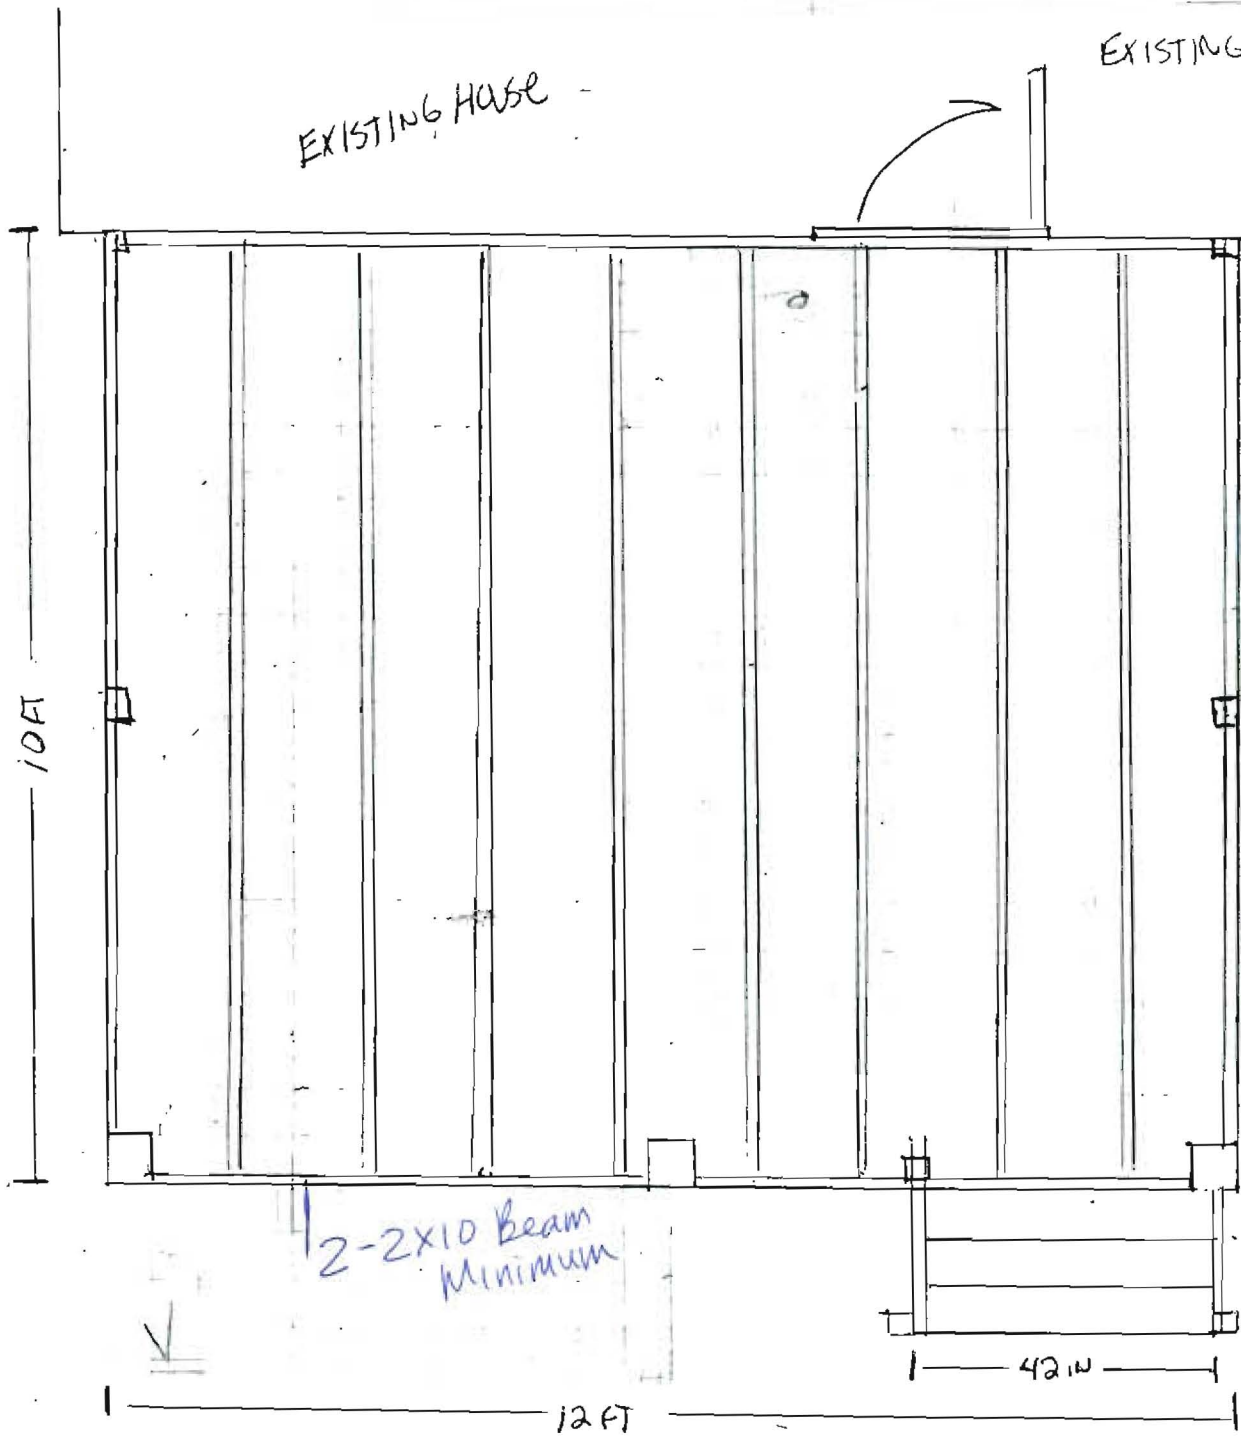 EXISTING HOUSE
EXISTING
10 FT
2-2X10 Beam
Minimum
42 IN
12 FT